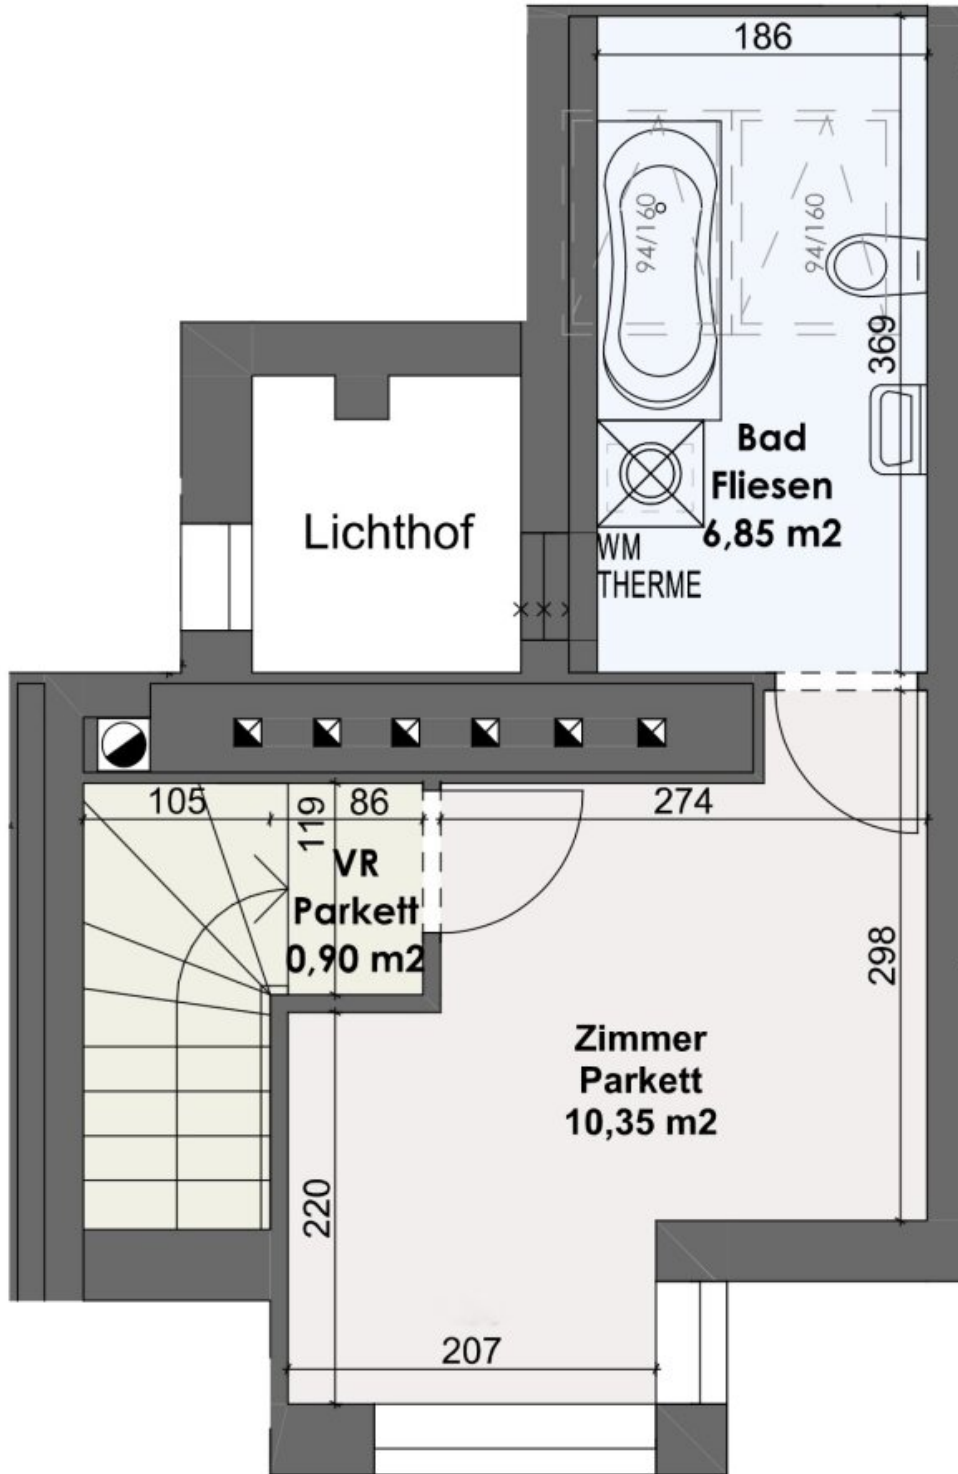 186
94/160
94/160
369
Bad
Fliesen
6,85 m2
Lichthof
WM
THERME
105
119
86
274
VR
Parkett
0,90 m2
298
Zimmer
Parkett
10,35 m2
220
207